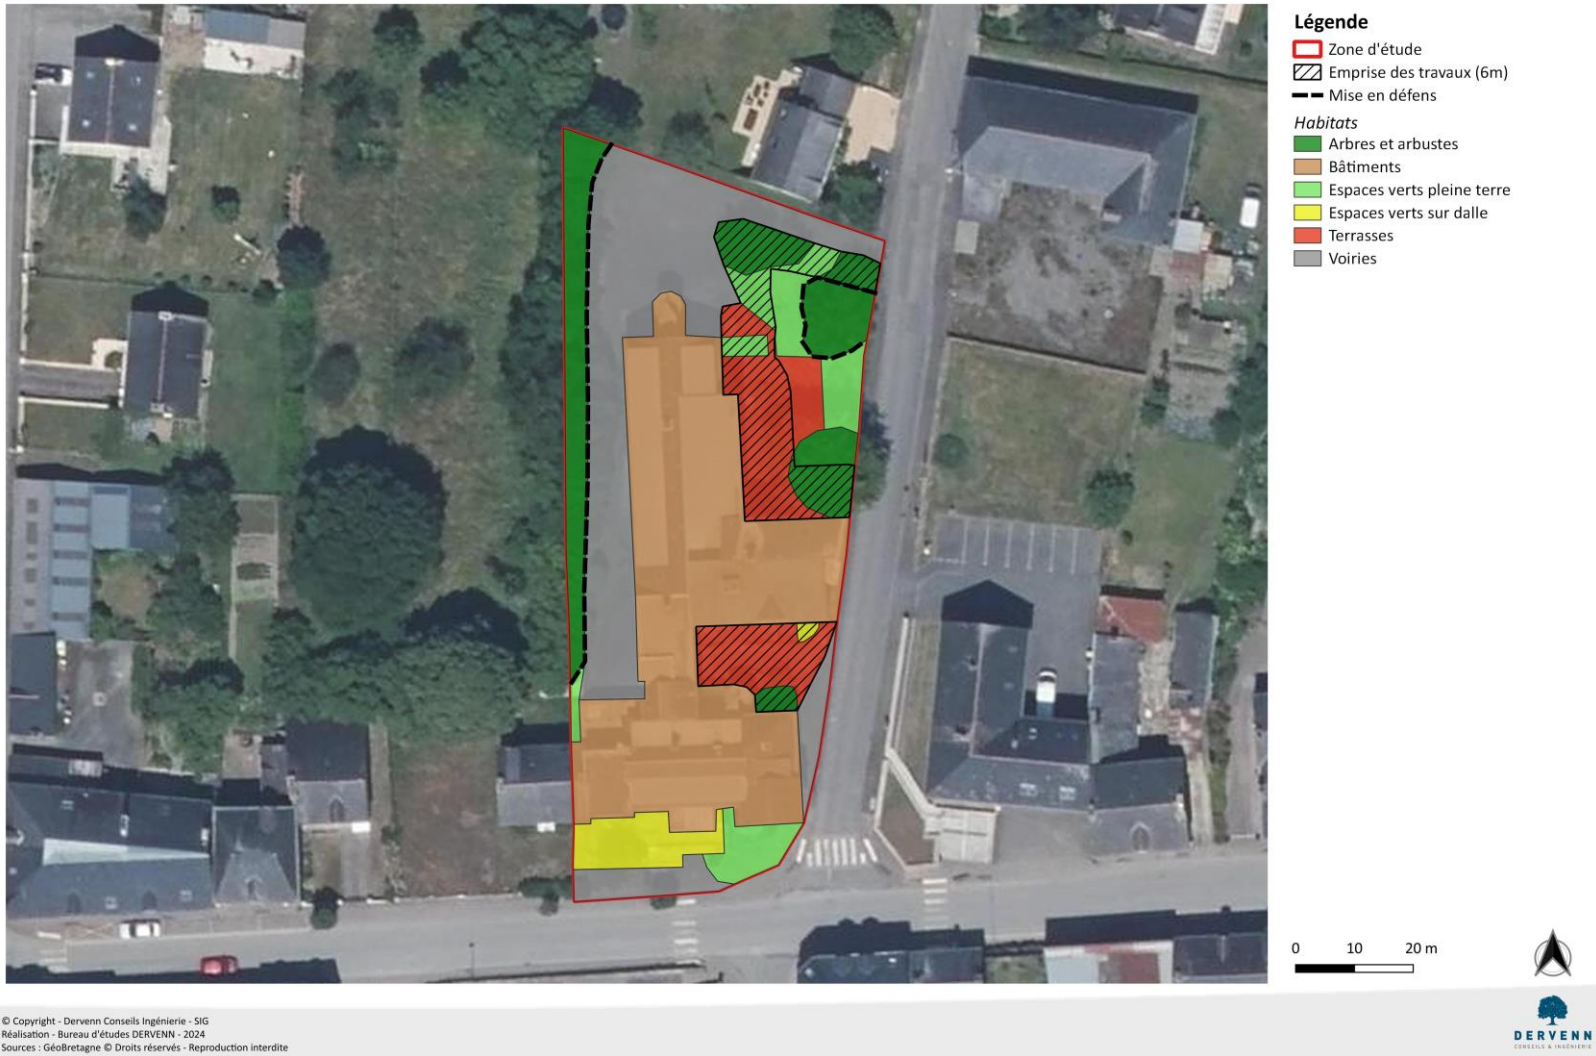 Légende
Zone d'étude
Emprise des travaux (6m)
Mise en défens
Habitats
Arbres et arbustes
Bâtiments
Espaces verts pleine terre
Espaces verts sur dalle
Terrasses
Voiries
0 10 20 m
© Copyright - Dervenn Conseils Ingénierie - SIG
Réalisation - Bureau d'études DERVENN - 2024
Sources : GéoBretagne © Droits réservés - Reproduction interdite
DERVENN
CONSEILS & INGÉNIERIE